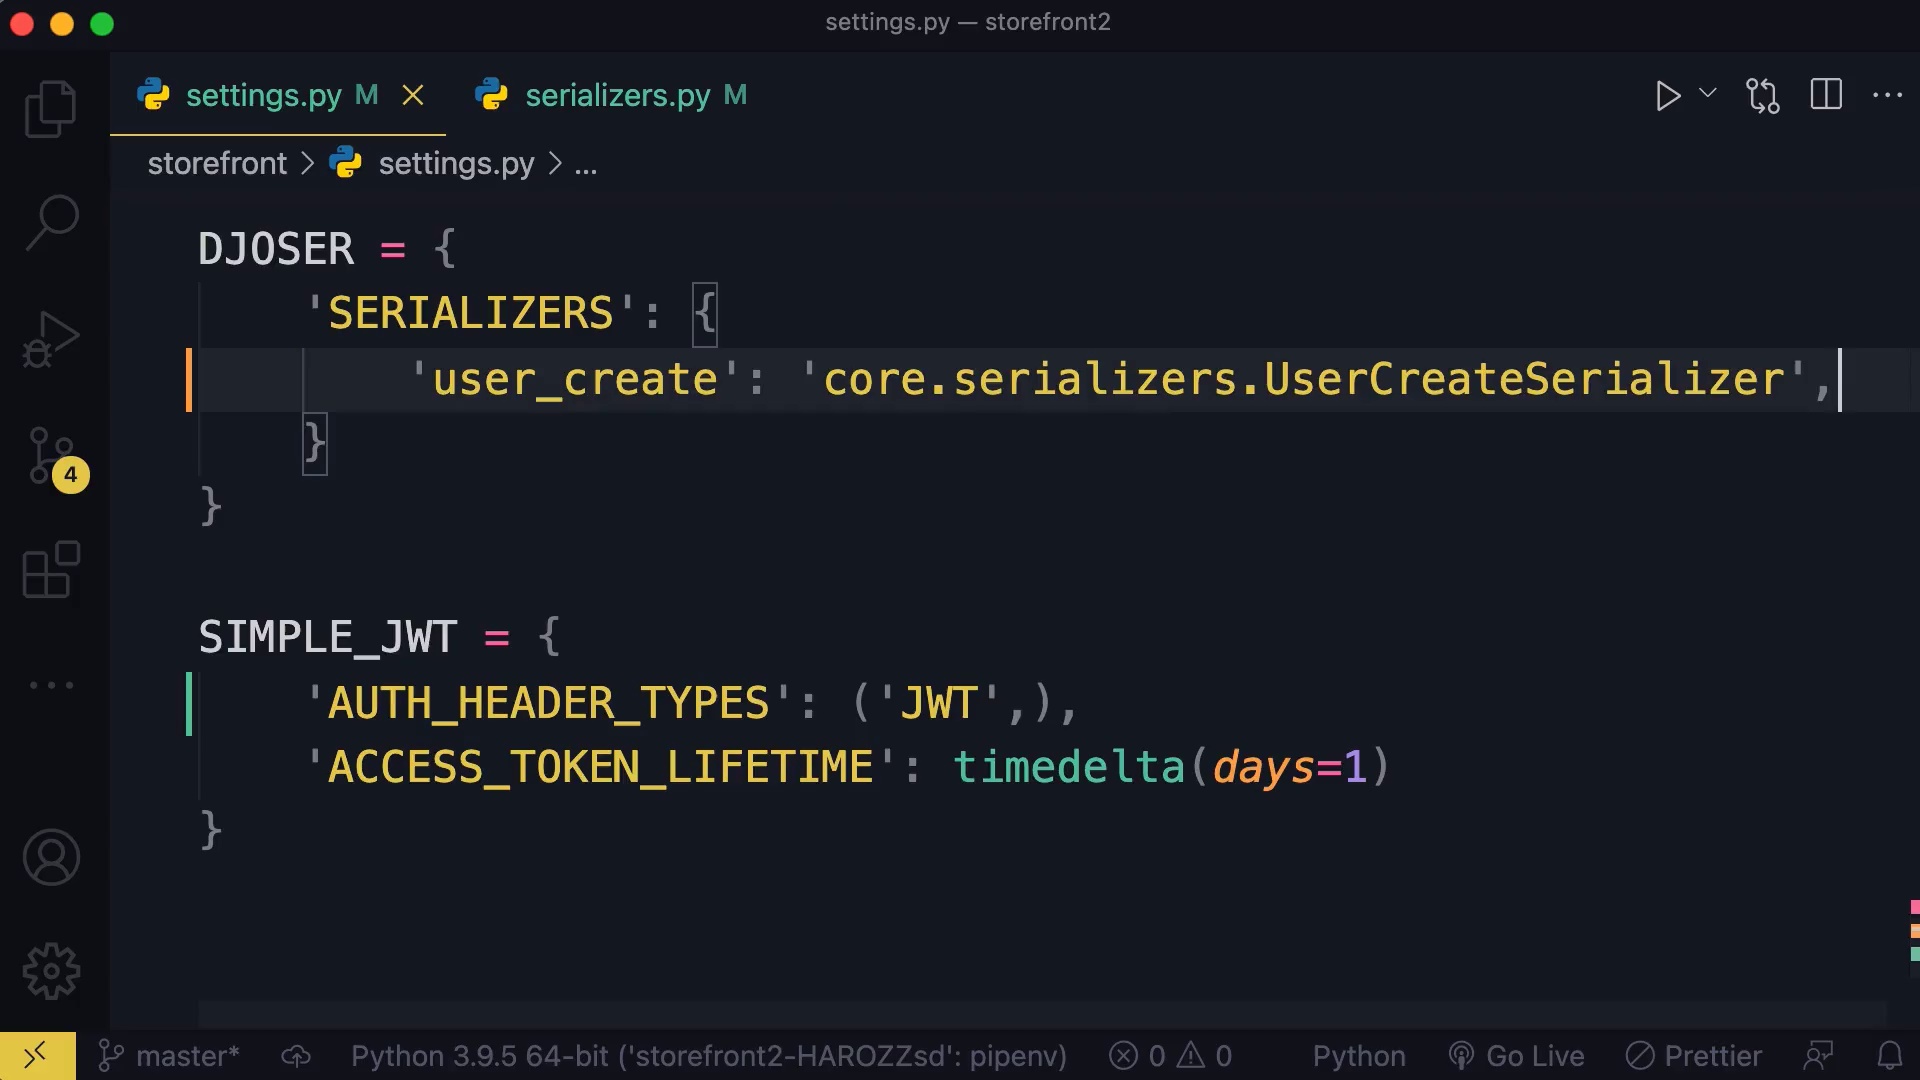 settings.py — storefront2
settings.py M serializers.py M
storefront > settings.py > ...
DJOSER = {
'SERIALIZERS': {
'user_create': 'core.serializers.UserCreateSerializer',
}
}
SIMPLE_JWT = {
'AUTH_HEADER_TYPES': ('JWT',),
'ACCESS_TOKEN_LIFETIME': timedelta(days=1)
}
4
master* Python 3.9.5 64-bit ('storefront2-HAROZZsd': pipenv) 0 0 Python Go Live Prettier